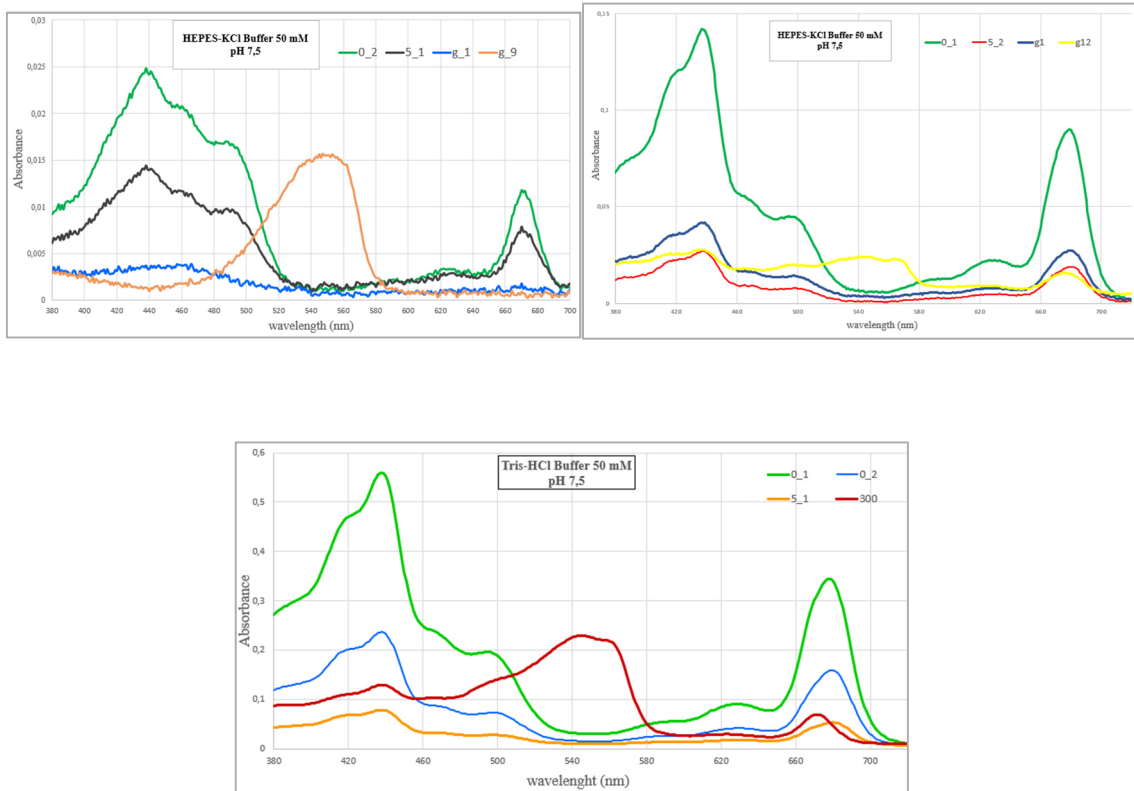 HEPES-KCl Buffer 50 mM
pH 7,5
0_2 5_1 g_1 g_9
0,03
0,025
0,02
0,015
0,01
0,005
0
Absorbance
380 400 420 440 460 480 500 520 540 560 580 600 620 640 660 680 700
wavelength (nm)
HEPES-KCl Buffer 50 mM
pH 7,5
0_1 5_2 g1 g12
0,15
0,1
0,05
0
Absorbance
380 420 460 500 540 580 620 660 700
wavelength (nm)
Tris-HCl Buffer 50 mM
pH 7,5
0_1 0_2
5_1 300
0,6
0,5
0,4
0,3
0,2
0,1
0
Absorbance
380 420 460 500 540 580 620 660 700
wavelenght (nm)